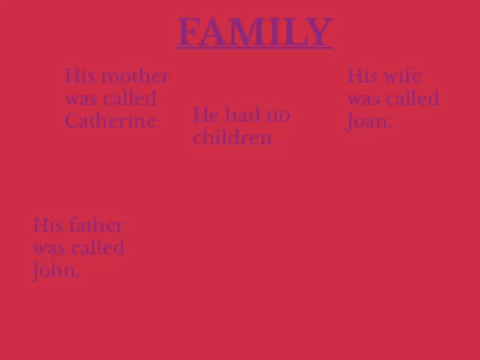 FAMILY
His mother
was called
Catherine.
He had no
children.
His wife
was called
Joan.
His father
was called
John.